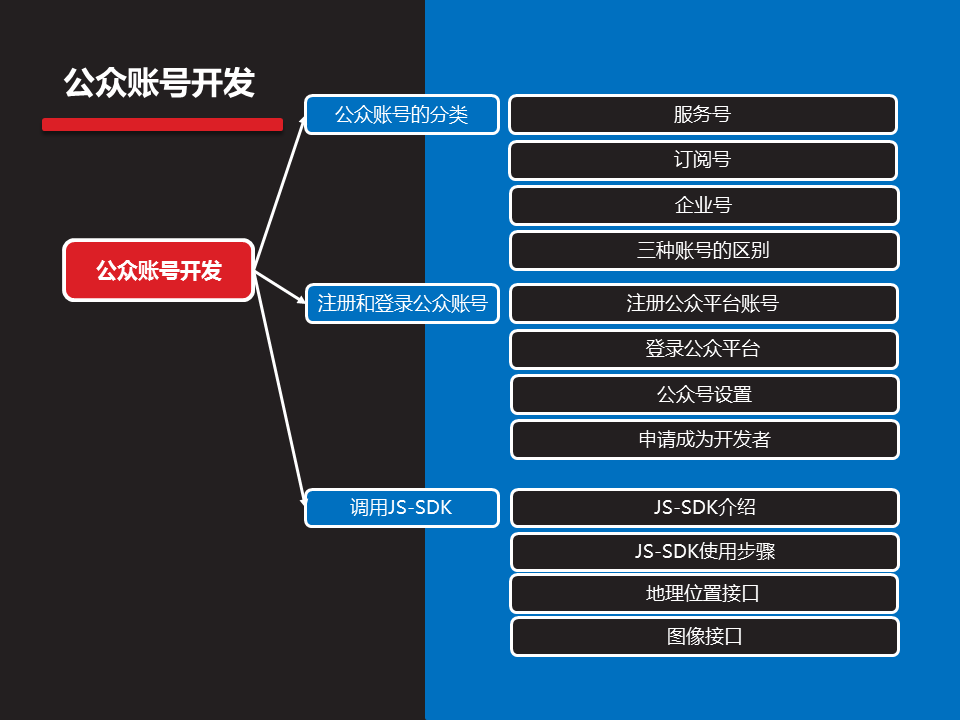 公众账号开发
公众账号开发
公众账号的分类
服务号
订阅号
企业号
三种账号的区别
注册和登录公众账号
注册公众平台账号
登录公众平台
公众号设置
申请成为开发者
调用JS-SDK
JS-SDK介绍
JS-SDK使用步骤
地理位置接口
图像接口